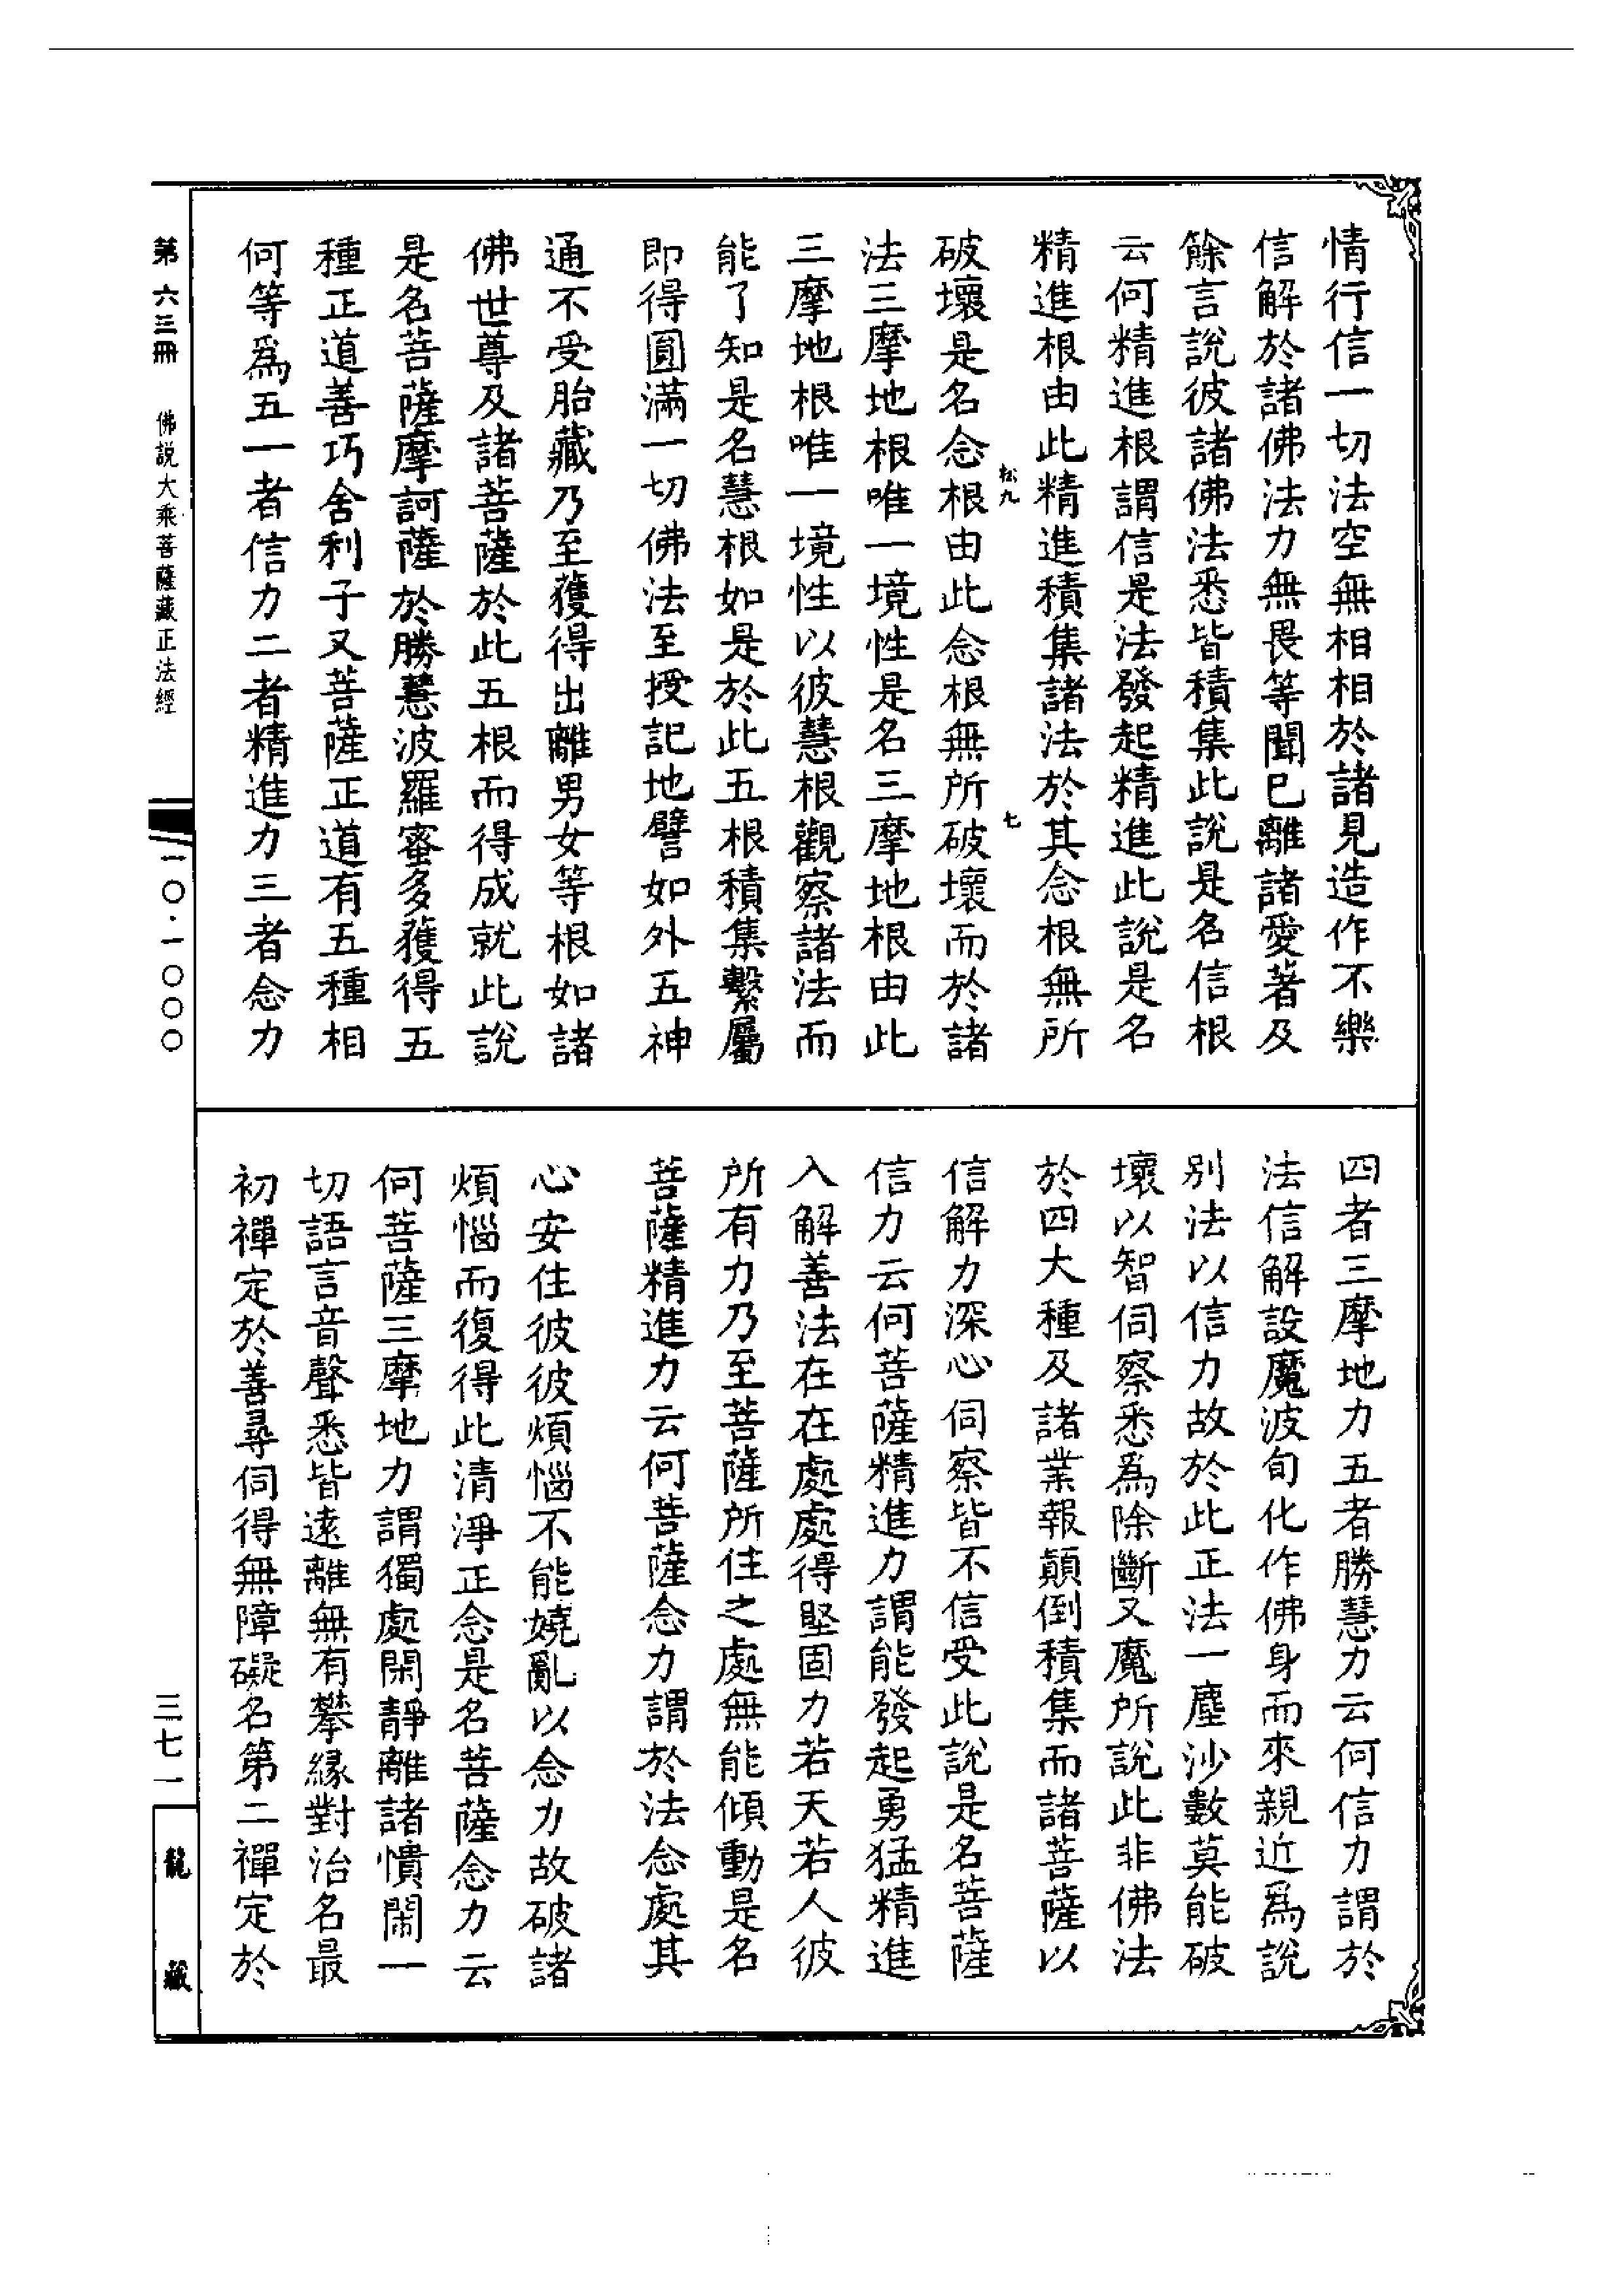 情行信一切法空無相相於諸見造作不樂
信解於諸佛法力無畏等聞巳離諸愛著及
餘言說彼諸佛法悉皆積集此說是名信根
云何精進根謂信是法發起精進此說是名
精進根由此精進積集諸法於其念根無所
松九 七
破壞是名念根由此念根無所破壞而於諸
法三摩地根唯一境性是名三摩地根由此
三摩地根唯一境性以彼慧根觀察諸法而
能了知是名慧根如是於此五根積集繫屬
即得圓滿一切佛法至授記地譬如外五神
通不受胎藏乃至獲得出離男女等根如諸
佛世尊及諸菩薩於此五根而得成就此說
是名菩薩摩訶薩於勝慧波羅蜜多獲得五
種正道善巧舍利子又菩薩正道有五種相
何等爲五一者信力二者精進力三者念力
四者三摩地力五者勝慧力云何信力謂於
法信解設魔波旬化作佛身而來親近爲說
別法以信力故於此正法一塵沙數莫能破
壞以智伺察悉爲除斷又魔所說此非佛法
於四大種及諸業報顛倒積集而諸菩薩以
信解力深心伺察皆不信受此說是名菩薩
信力云何菩薩精進力謂能發起勇猛精進
入解善法在在處處得堅固力若天若人彼
所有力乃至菩薩所住之處無能傾動是名
菩薩精進力云何菩薩念力謂於法念處其
心安住彼彼煩惱不能嬈亂以念力故破諸
煩惱而復得此清淨正念是名菩薩念力云
何菩薩三摩地力謂獨處閑靜離諸憒閙一
切語言音聲悉皆遠離無有攀緣對治名最
初禪定於善尋伺得無障礙名第二禪定於
第六三冊 佛説大乘菩薩藏正法經 一〇·一〇〇〇 三七一 龍藏